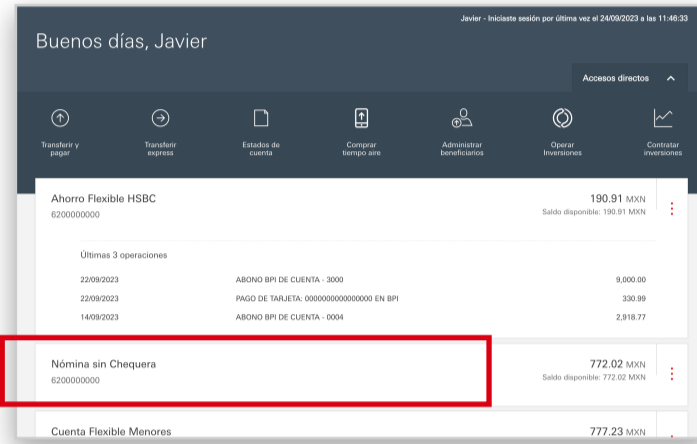 Javier - Iniciaste sesión por última vez el 24/09/2023 a las 11:46:33
Buenos días, Javier
Accesos directos
Transferir y pagar
Transferir express
Estados de cuenta
Comprar tiempo aire
Administrar beneficiarios
Operar Inversiones
Contratar inversiones
Ahorro Flexible HSBC 190.91 MXN
6200000000 Saldo disponible: 190.91 MXN
Últimas 3 operaciones
22/09/2023 ABONO BPI DE CUENTA - 3000 9,000.00
22/09/2023 PAGO DE TARJETA: 0000000000000000 EN BPI 330.99
14/09/2023 ABONO BPI DE CUENTA - 0004 2,918.77
Nómina sin Chequera 772.02 MXN
6200000000 Saldo disponible: 772.02 MXN
Cuenta Flexible Menores 777.23 MXN